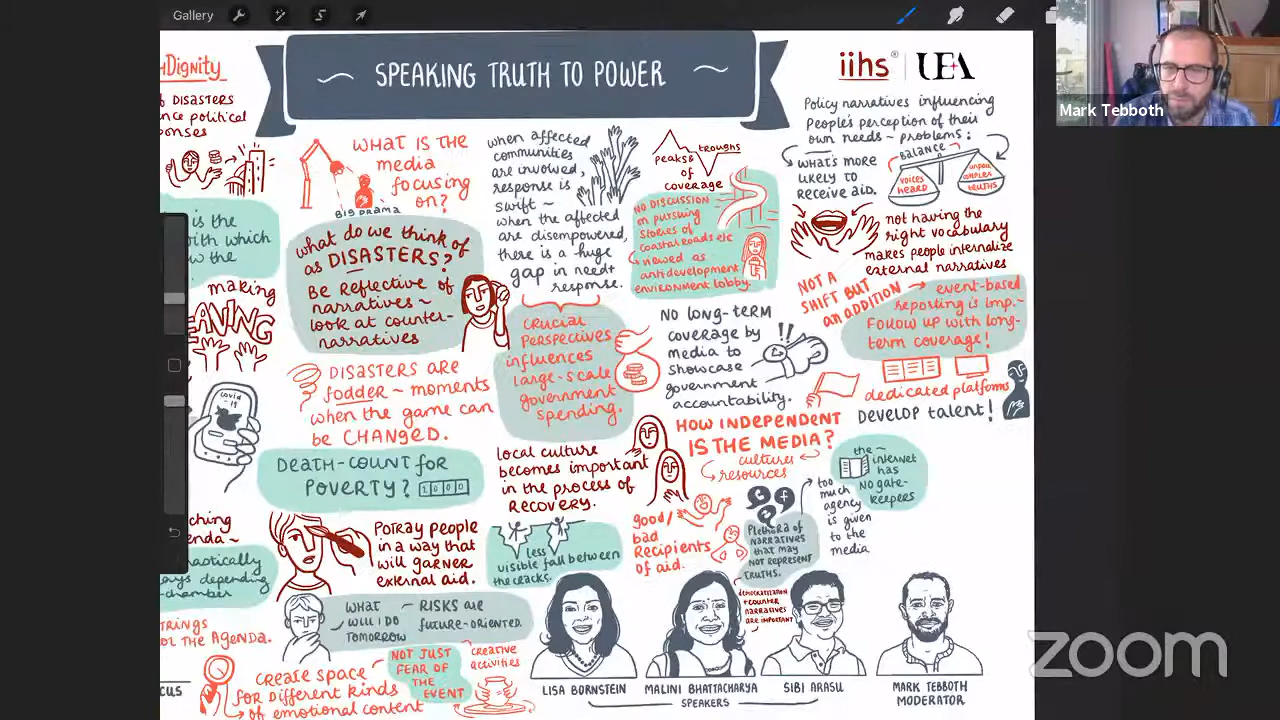 Gallery
Mark Tebboth
SPEAKING TRUTH TO POWER
iihs | UEA
Dignity
DISASTERS
political
WHAT IS THE
media
focusing
on?
BIG DRAMA
what do we think of
as DISASTERS?
Be Reflective of
narratives ~
look at counter-
narratives
is the
with which
the
making
when affected
communities
are involved,
response is
swift ~
when the affected
are disempowered,
there is a huge
gap in need+
response.
peaks &
troughs
of
coverage
NO DISCUSSION
on pursuing
stories of
coastal roads etc
viewed as
antidevelopment
environment lobby.
Policy narratives influencing
People's perception of their
own needs ~ problems:
what's more
likely to
receive aid.
BALANCE
voices
heard
complex
truths
not having the
right vocabulary
makes people internalize
external narratives
NOT A
SHIFT BUT
an ADDITION
event-based
reporting is imp.~
FOLLOW UP with long-
term coverage!
dedicated platforms
DEVELOP talent!
DISASTERS ARE
fodder ~ moments
when the game can
be CHANGED.
CRUCIAL
PERSPECTIVES
influences
large-scale
government
spending.
NO LONG-TERM
coverage by
media to
showcase
government
accountability.
!!
covid
-19
DEATH-COUNT for
POVERTY?
Local culture
becomes important
in the process of
RECOVERY.
HOW INDEPENDENT
IS THE MEDIA?
cultures
resources
the ~
internet
has
NO gate-
keepers
too
much
agency
is given
to the
media
Plethora of
NARRATIVES
that may
not represent
truths.
Potray people
in a way that
will garner
external aid.
less
visible fall between
the cracks.
good/
bad
Recipients
of aid.
democratization
+ counter
narratives
are important
depending
chamber
WHAT
WILL I DO
TOMORROW
~ RISKS are
future-oriented.
for the AGENDA.
CREATE SPACE
FOR different kinds
of emotional content
NOT JUST
FEAR OF
THE
EVENT
creative
activities
LISA BORNSTEIN
MALINI BHATTACHARYA
SIBI ARASU
SPEAKERS
MARK TEBBOTH
MODERATOR
zoom